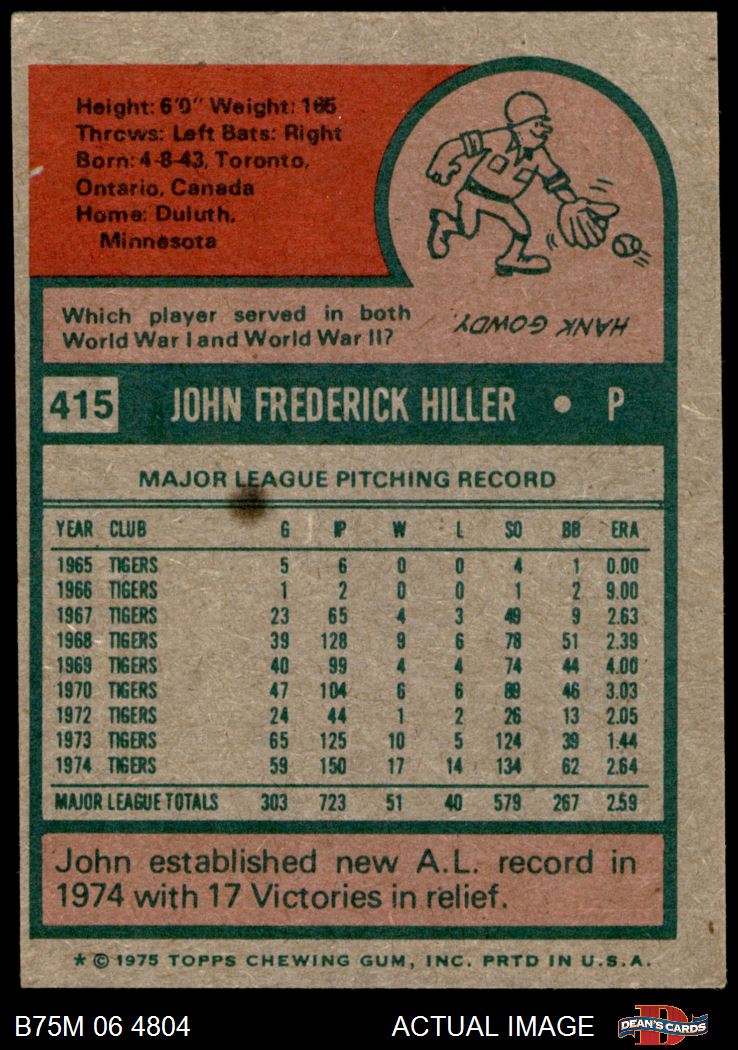 Height: 6'0" Weight: 165
Throws: Left Bats: Right
Born: 4-8-43, Toronto,
Ontario, Canada
Home: Duluth,
Minnesota
Which player served in both
World War I and World War II?
HANK GOWDY
415 JOHN FREDERICK HILLER • P
MAJOR LEAGUE PITCHING RECORD
YEAR CLUB G IP W L SO BB ERA
1965 TIGERS 5 6 0 0 4 1 0.00
1966 TIGERS 1 2 0 0 1 2 9.00
1967 TIGERS 23 65 4 3 49 9 2.63
1968 TIGERS 39 128 9 6 78 51 2.39
1969 TIGERS 40 99 4 4 74 44 4.00
1970 TIGERS 47 104 6 6 89 46 3.03
1972 TIGERS 24 44 1 2 26 13 2.05
1973 TIGERS 65 125 10 5 124 39 1.44
1974 TIGERS 59 150 17 14 134 62 2.64
MAJOR LEAGUE TOTALS 303 723 51 40 579 267 2.59
John established new A.L. record in
1974 with 17 Victories in relief.
* © 1975 TOPPS CHEWING GUM, INC. PRTD IN U.S.A.
B75M 06 4804 ACTUAL IMAGE D DEAN'S CARDS